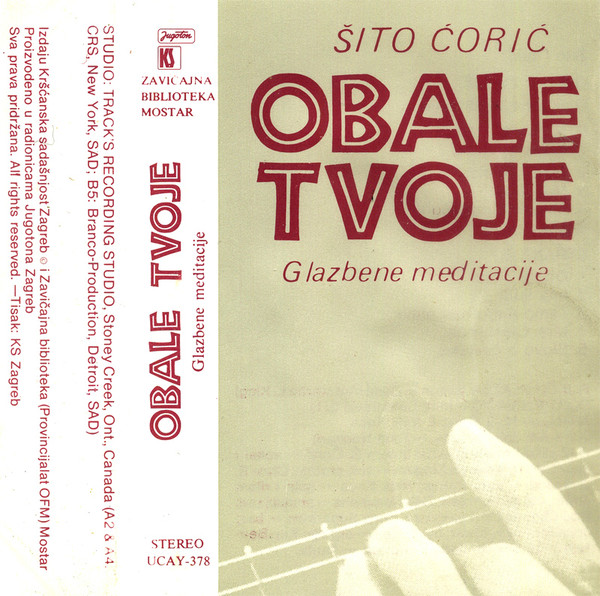 STUDIO: TRACK'S RECORDING STUDIO, Stoney Creek, Ont., Canada (A2 & A4.
CRS, New York, SAD; B5: Branco-Production, Detroit, SAD)
Izdaju Kršćanska sadašnjost Zagreb © i Zavičajna biblioteka (Provincijalat OFM) Mostar
Proizvodeno u radionicama Jugotona Zagreb
Sva prava pridržana. All rights reserved. —Tisak: KS Zagreb
Jugoton
KS
ZAVIČAJNA
BIBLIOTEKA
MOSTAR
OBALE TVOJE
Glazbene meditacije
STEREO
UCAY-378
ŠITO ĆORIĆ
OBALE
TVOJE
Glazbene meditacije